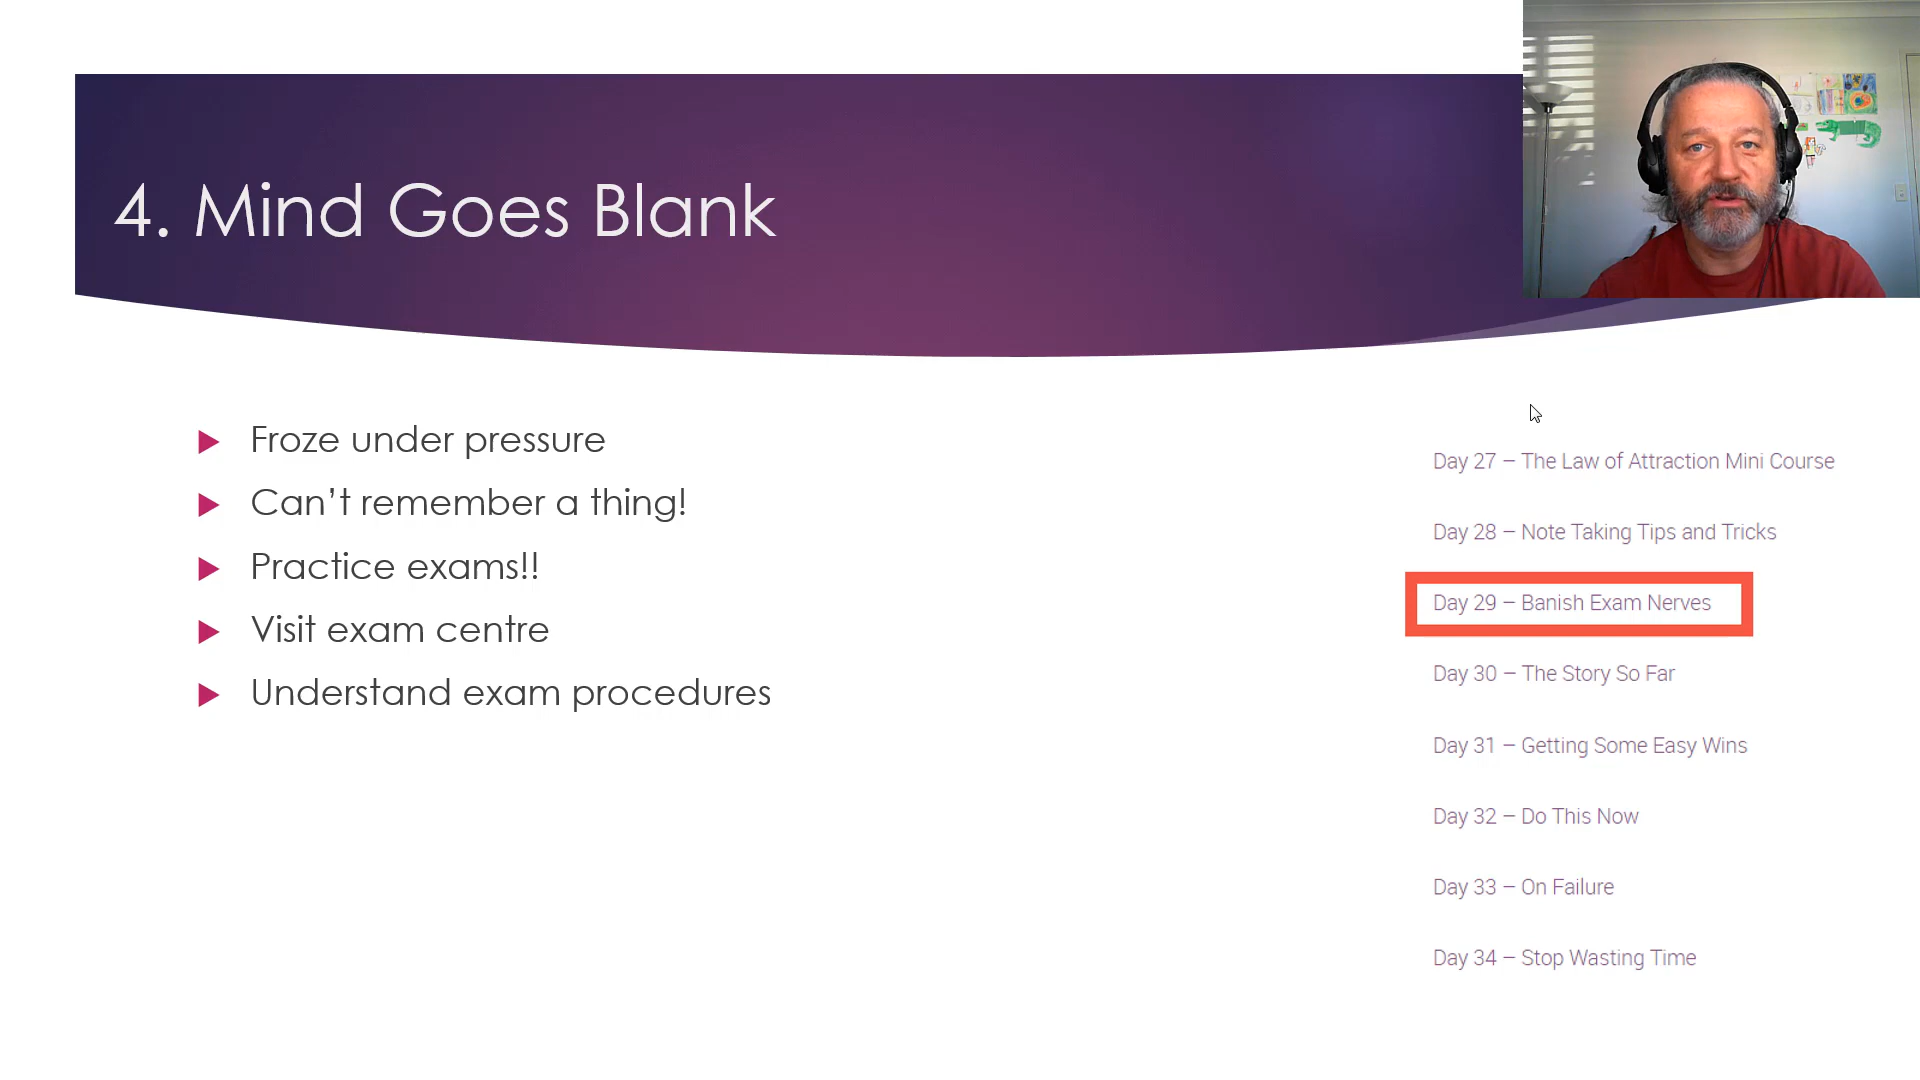 4. Mind Goes Blank
Froze under pressure
Can't remember a thing!
Practice exams!!
Visit exam centre
Understand exam procedures
Day 27 – The Law of Attraction Mini Course
Day 28 – Note Taking Tips and Tricks
Day 29 – Banish Exam Nerves
Day 30 – The Story So Far
Day 31 – Getting Some Easy Wins
Day 32 – Do This Now
Day 33 – On Failure
Day 34 – Stop Wasting Time